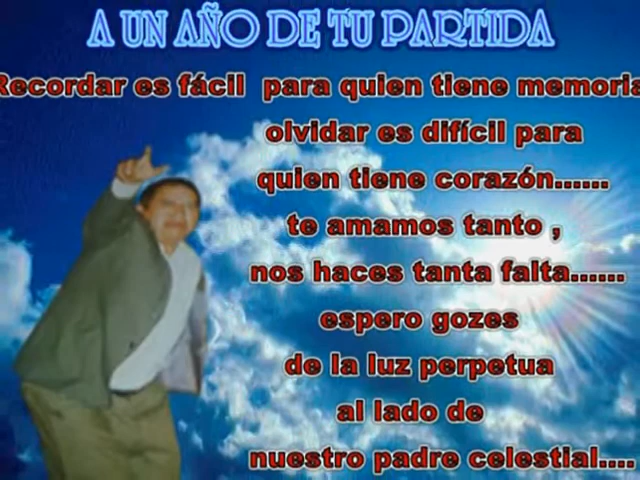 A UN AÑO DE TU PARTIDA
Recordar es fácil para quien tiene memoria
olvidar es difícil para
quien tiene corazón......
te amamos tanto ,
nos haces tanta falta......
espero gozes
de la luz perpetua
al lado de
nuestro padre celestial....